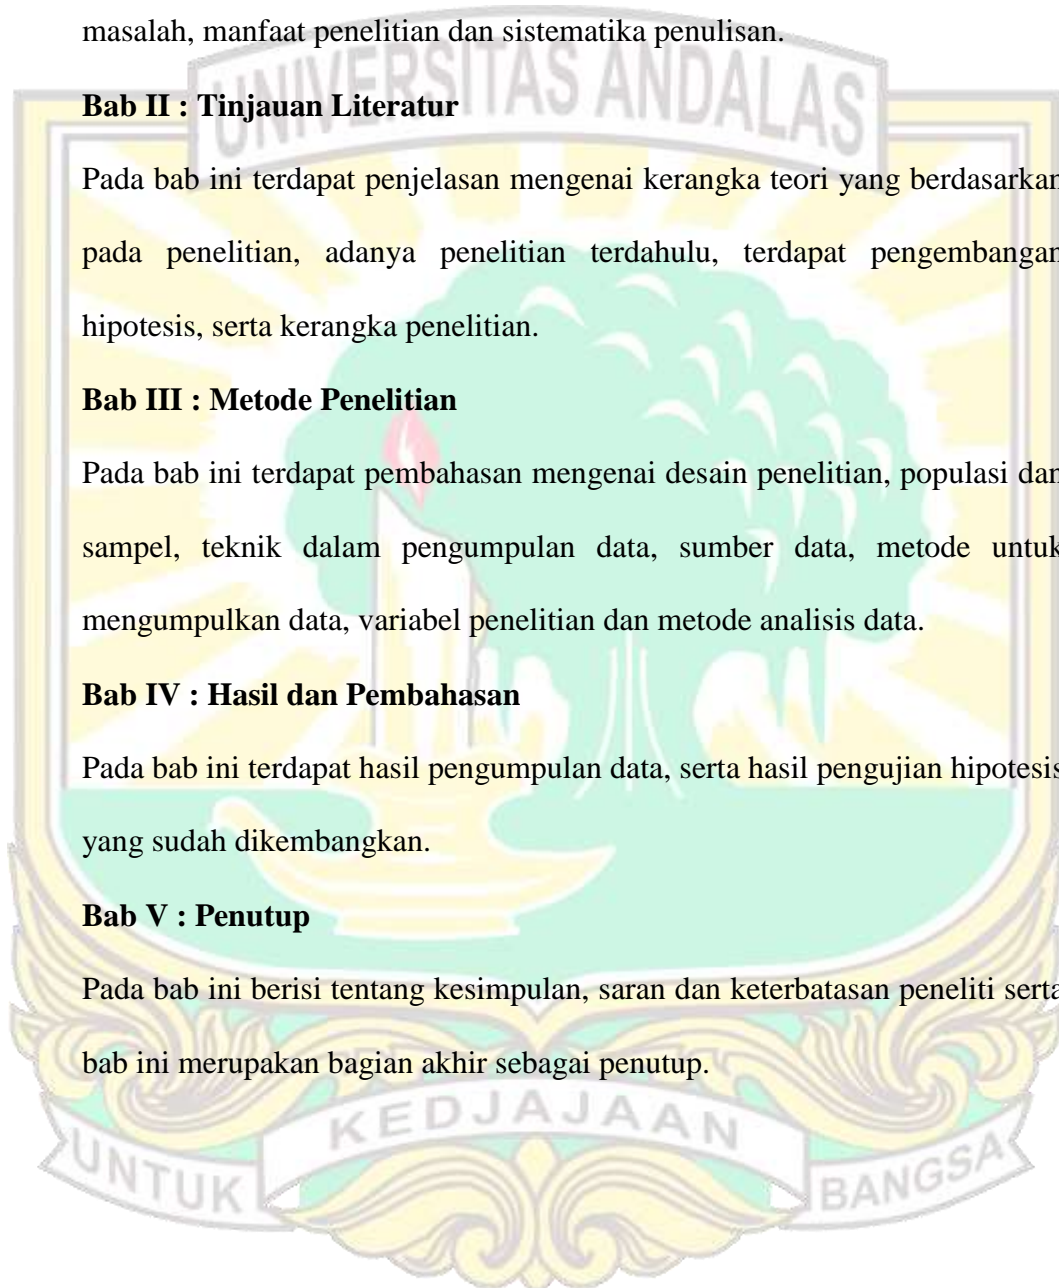 masalah, manfaat penelitian dan sistematika penulisan.
UNIVERSITAS ANDALAS
Bab II : Tinjauan Literatur
Pada bab ini terdapat penjelasan mengenai kerangka teori yang berdasarkan
pada penelitian, adanya penelitian terdahulu, terdapat pengembangan
hipotesis, serta kerangka penelitian.
Bab III : Metode Penelitian
Pada bab ini terdapat pembahasan mengenai desain penelitian, populasi dan
sampel, teknik dalam pengumpulan data, sumber data, metode untuk
mengumpulkan data, variabel penelitian dan metode analisis data.
Bab IV : Hasil dan Pembahasan
Pada bab ini terdapat hasil pengumpulan data, serta hasil pengujian hipotesis
yang sudah dikembangkan.
Bab V : Penutup
Pada bab ini berisi tentang kesimpulan, saran dan keterbatasan peneliti serta
bab ini merupakan bagian akhir sebagai penutup.
UNTUK KEDJAJAAN BANGSA